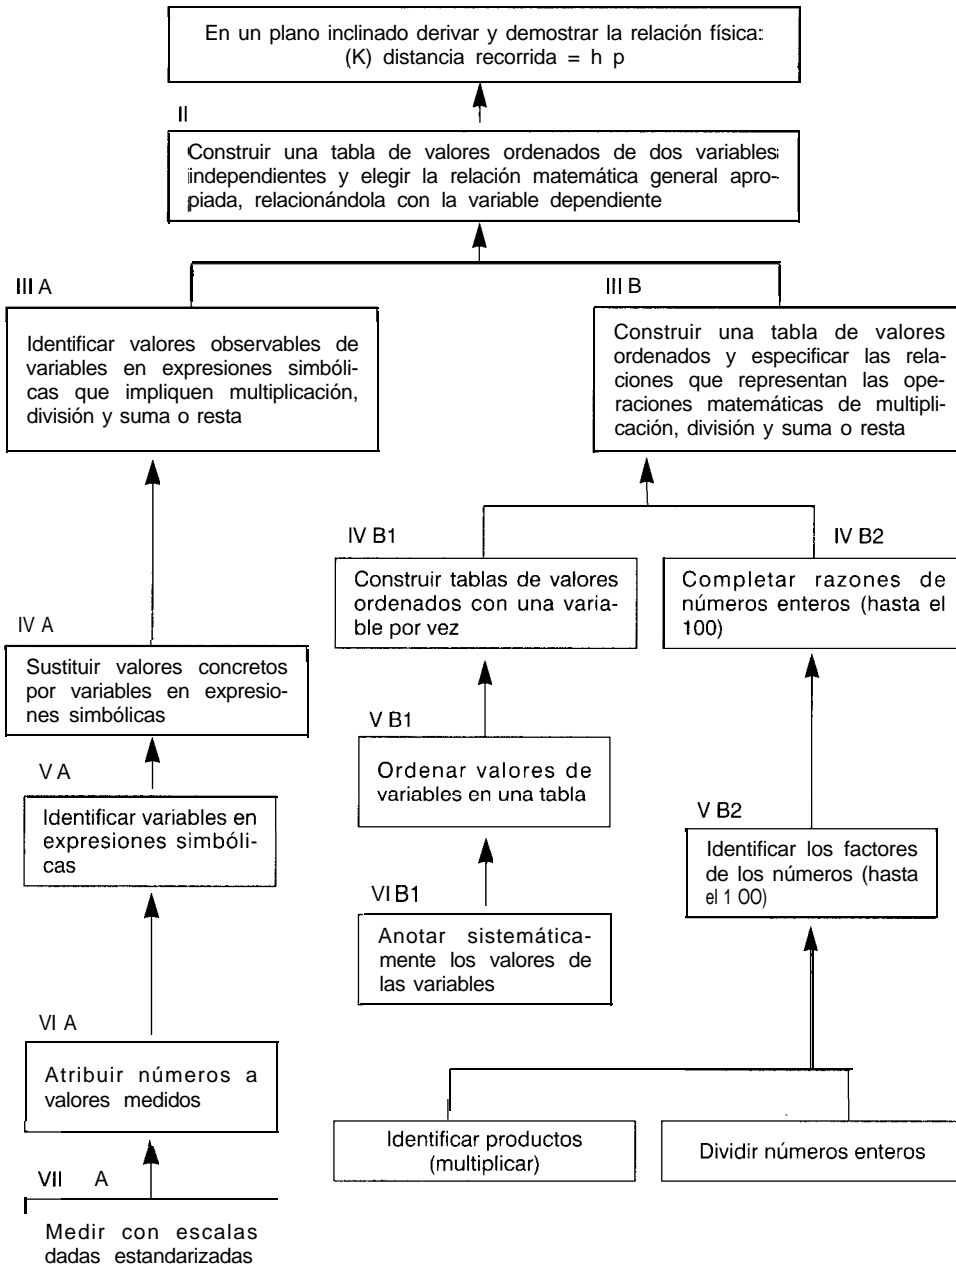 En un plano inclinado derivar y demostrar la relación física:
(K) distancia recorrida = h p
II
Construir una tabla de valores ordenados de dos variables
independientes y elegir la relación matemática general apro-
piada, relacionándola con la variable dependiente
III A
Identificar valores observables de
variables en expresiones simbóli-
cas que impliquen multiplicación,
división y suma o resta
III B
Construir una tabla de valores
ordenados y especificar las rela-
ciones que representan las ope-
raciones matemáticas de multipli-
cación, división y suma o resta
IV A
Sustituir valores concretos
por variables en expresio-
nes simbólicas
IV B1
Construir tablas de valores
ordenados con una varia-
ble por vez
IV B2
Completar razones de
números enteros (hasta el
100)
V A
Identificar variables en
expresiones simbóli-
cas
V B1
Ordenar valores de
variables en una tabla
V B2
Identificar los factores
de los números (hasta
el 1 OO)
VI A
Atribuir números a
valores medidos
VI B1
Anotar sistemática-
mente los valores de
las variables
Identificar productos
(multiplicar)
Dividir números enteros
VII A
Medir con escalas
dadas estandarizadas